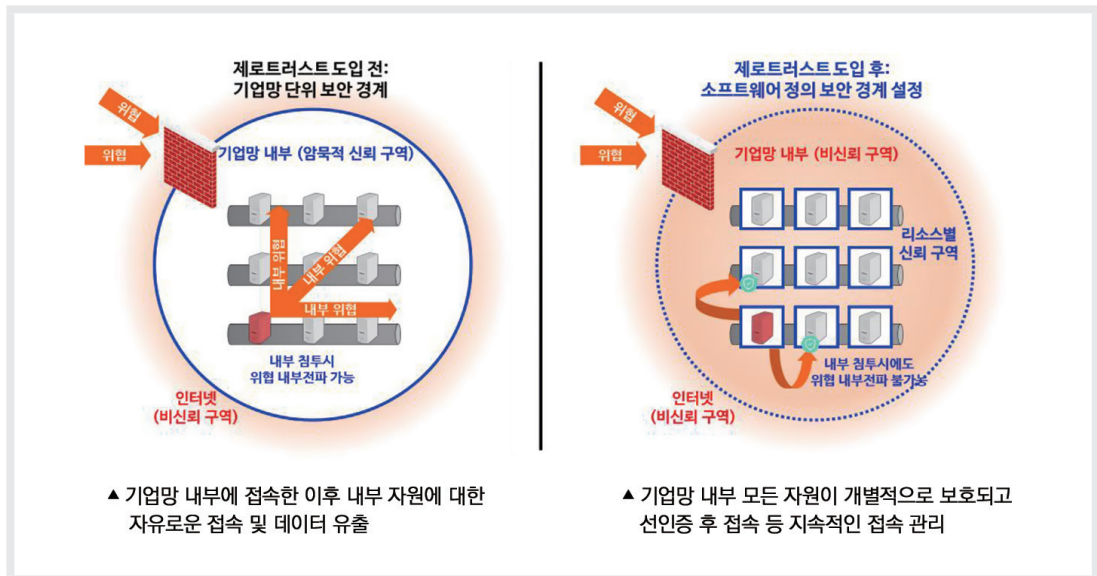 제로트러스트 도입 전:
기업망 단위 보안 경계
위협
위협
기업망 내부 (암묵적 신뢰 구역)
내부 위협
내부 위협
내부 위협
내부 침투시
위협 내부전파 가능
인터넷
(비신뢰 구역)
▲ 기업망 내부에 접속한 이후 내부 자원에 대한
자유로운 접속 및 데이터 유출
제로트러스트 도입 후:
소프트웨어 정의 보안 경계 설정
위협
위협
기업망 내부 (비신뢰 구역)
리소스별
신뢰 구역
내부 침투시에도
위협 내부전파 불가능
인터넷
(비신뢰 구역)
▲ 기업망 내부 모든 자원이 개별적으로 보호되고
선인증 후 접속 등 지속적인 접속 관리